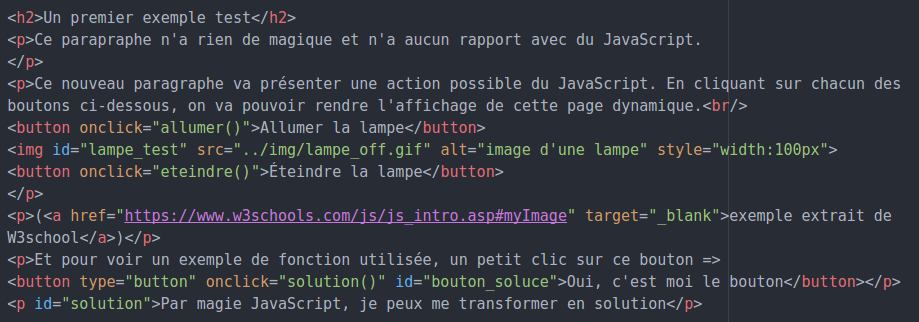 <h2>Un premier exemple test</h2>
<p>Ce parapraphe n'a rien de magique et n'a aucun rapport avec du JavaScript.
</p>
<p>Ce nouveau paragraphe va présenter une action possible du JavaScript. En cliquant sur chacun des
boutons ci-dessous, on va pouvoir rendre l'affichage de cette page dynamique.<br/>
<button onclick="allumer()">Allumer la lampe</button>
<img id="lampe_test" src="../img/lampe_off.gif" alt="image d'une lampe" style="width:100px">
<button onclick="eteindre()">Éteindre la lampe</button>
</p>
<p>(<a href="https://www.w3schools.com/js/js_intro.asp#myImage" target="_blank">exemple extrait de
W3school</a>)</p>
<p>Et pour voir un exemple de fonction utilisée, un petit clic sur ce bouton =>
<button type="button" onclick="solution()" id="bouton_soluce">Oui, c'est moi le bouton</button></p>
<p id="solution">Par magie JavaScript, je peux me transformer en solution</p>